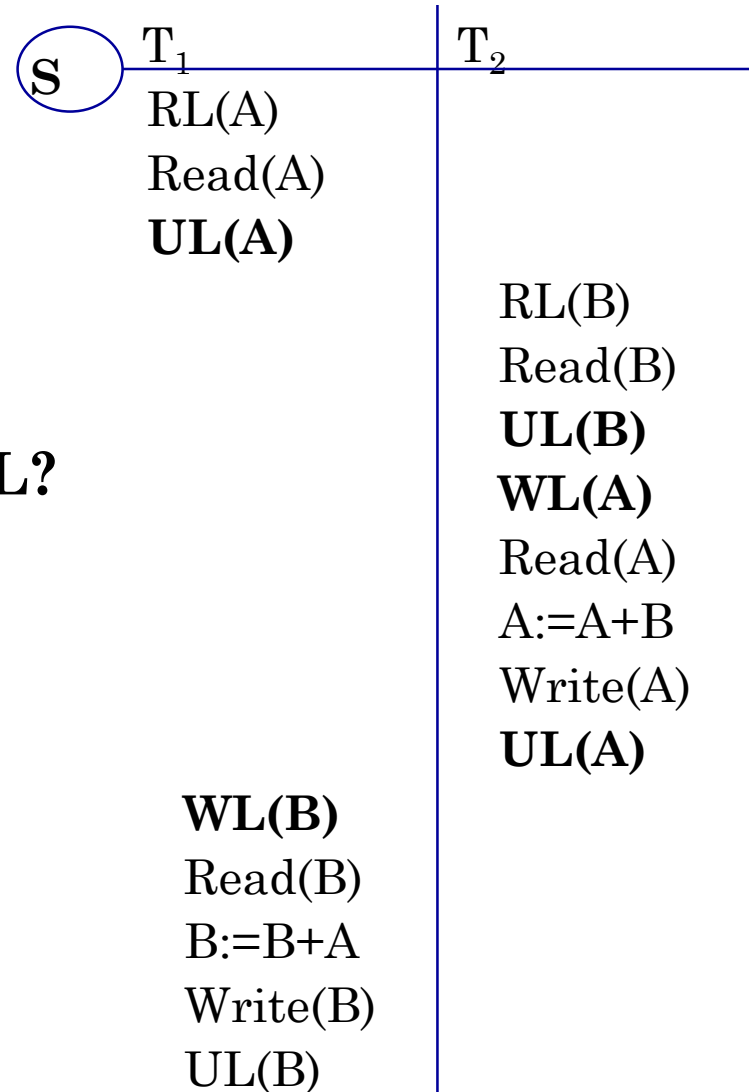 S T1 T2
RL(A)
Read(A)
UL(A)
RL(B)
Read(B)
UL(B)
L?
WL(A)
Read(A)
A:=A+B
Write(A)
UL(A)
WL(B)
Read(B)
B:=B+A
Write(B)
UL(B)